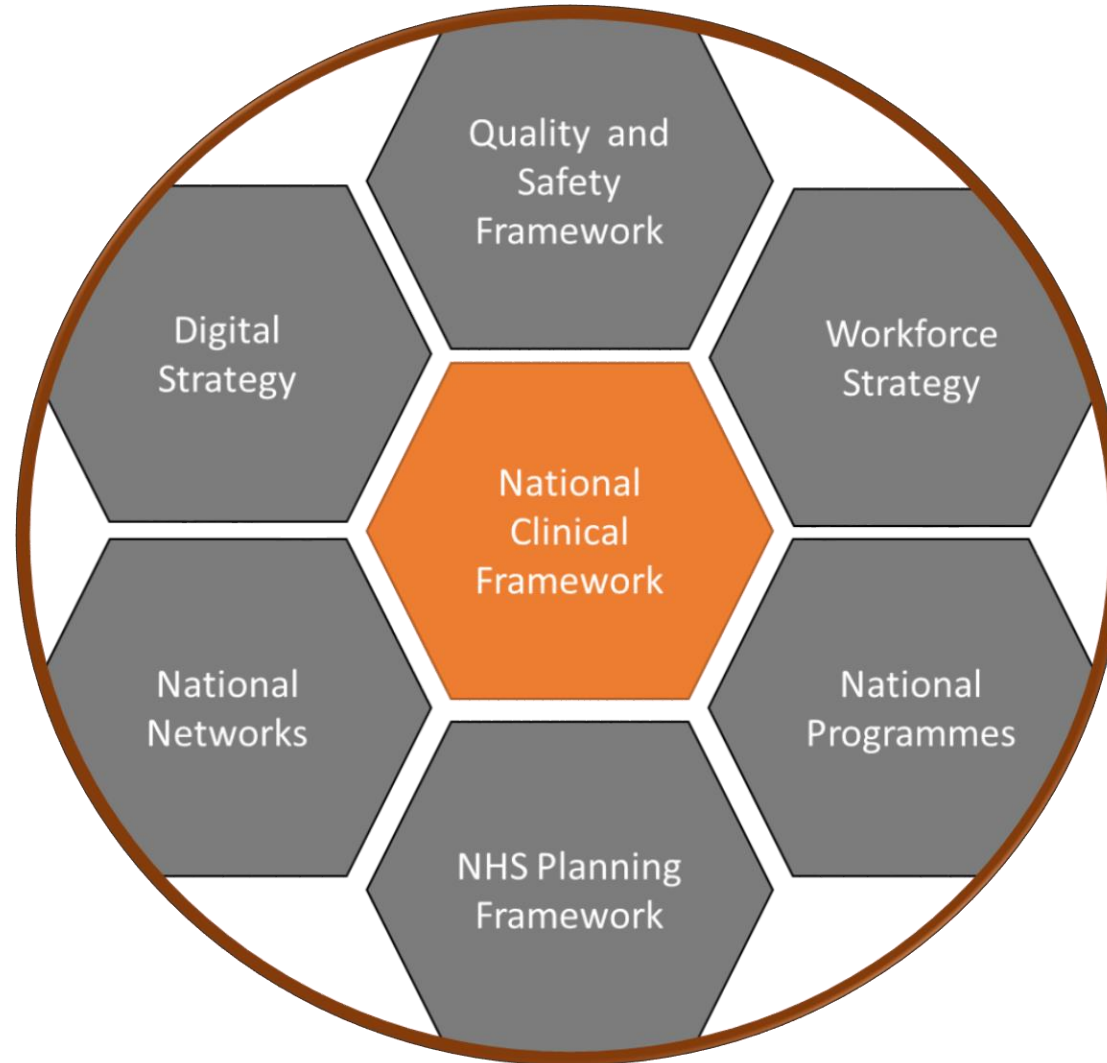 Quality and
Safety
Framework
Digital
Strategy
Workforce
Strategy
National
Clinical
Framework
National
Networks
National
Programmes
NHS Planning
Framework